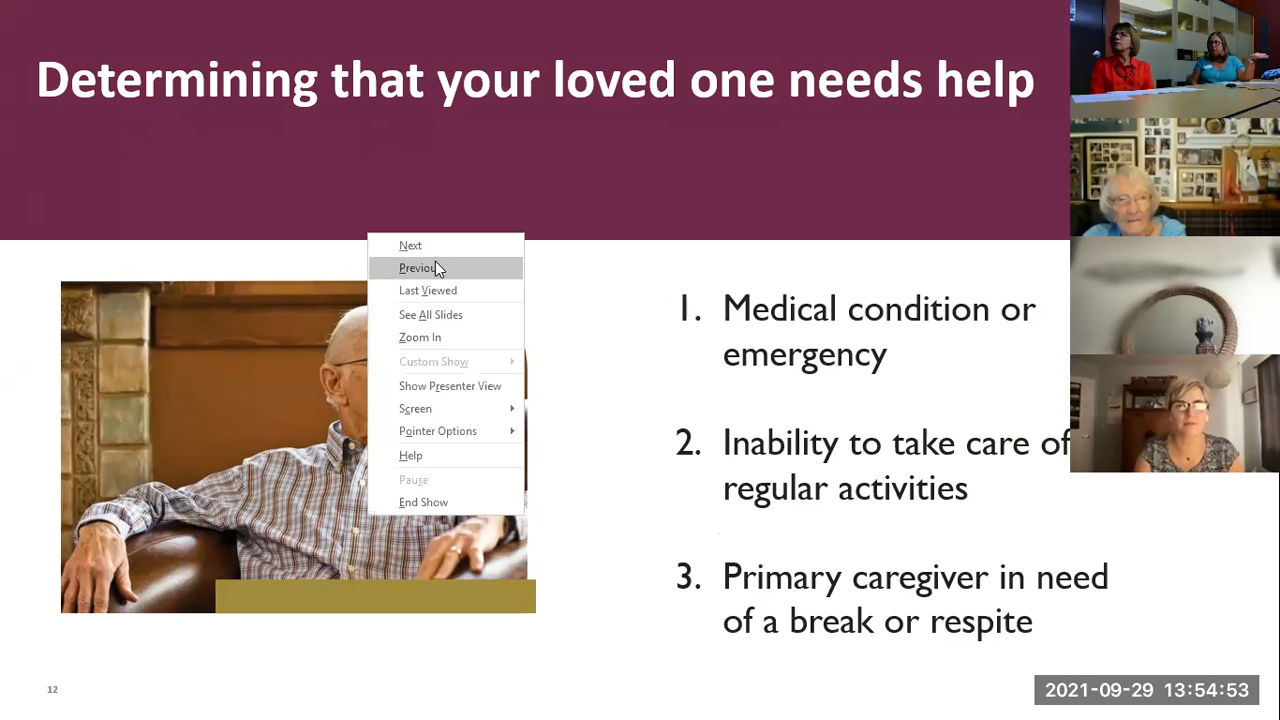 Determining that your loved one needs help
Next
Previou
Last Viewed
See All Slides
Zoom In
Custom Show
Show Presenter View
Screen
Pointer Options
Help
Pause
End Show
1. Medical condition or
emergency
2. Inability to take care of
regular activities
3. Primary caregiver in need
of a break or respite
12
2021-09-29 13:54:53